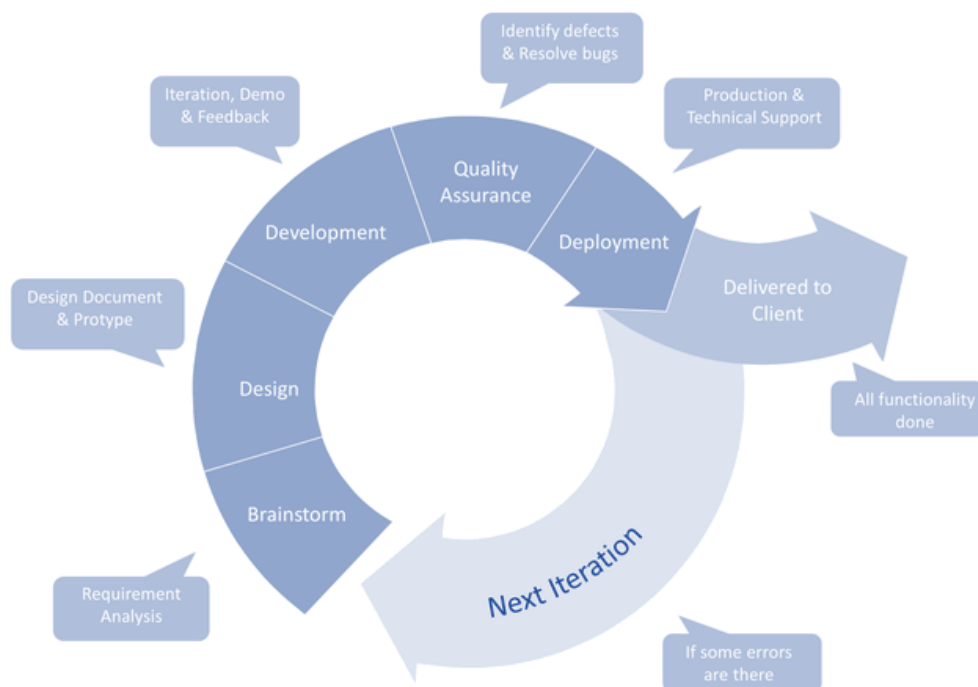 Identify defects
& Resolve bugs
Iteration, Demo
& Feedback
Production &
Technical Support
Quality
Assurance
Development
Deployment
Design Document
& Protype
Delivered to
Client
Design
All functionality
done
Brainstorm
Next Iteration
Requirement
Analysis
If some errors
are there